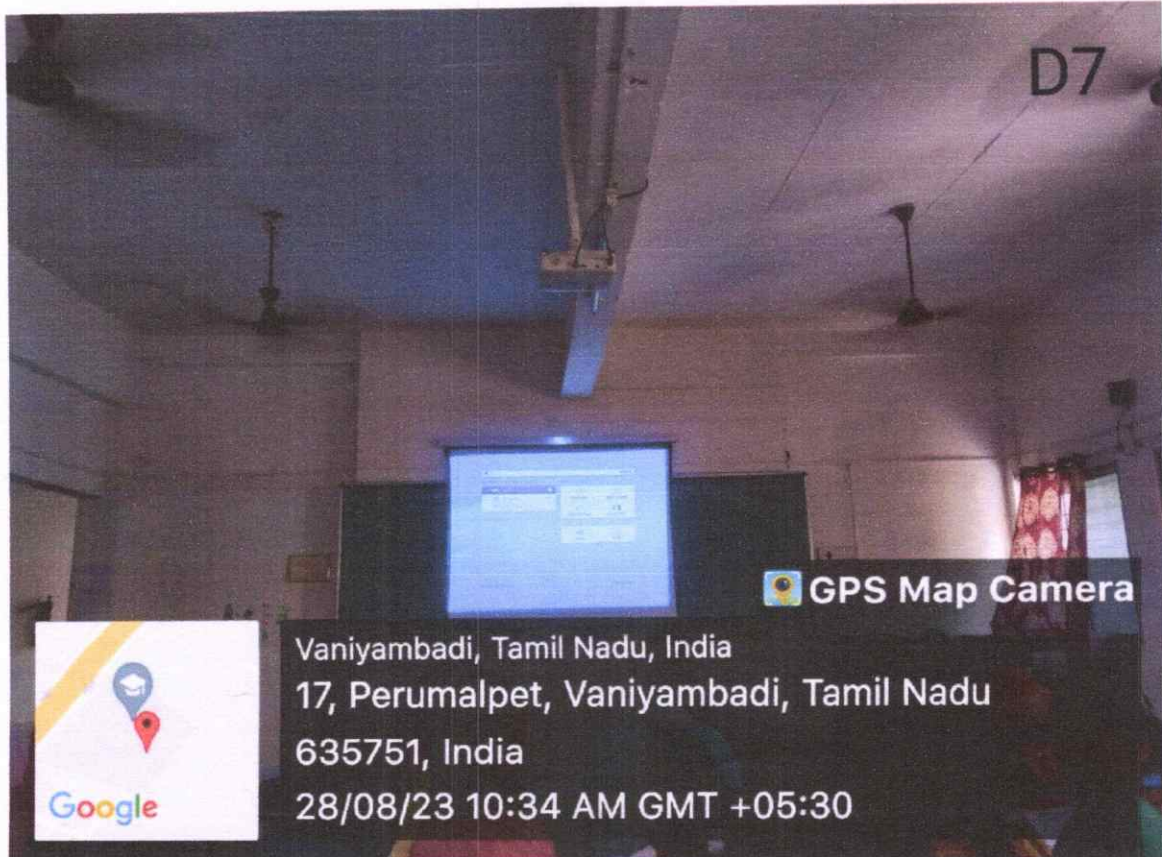 D7
GPS Map Camera
Vaniyambadi, Tamil Nadu, India
17, Perumalpet, Vaniyambadi, Tamil Nadu
635751, India
28/08/23 10:34 AM GMT +05:30
Google